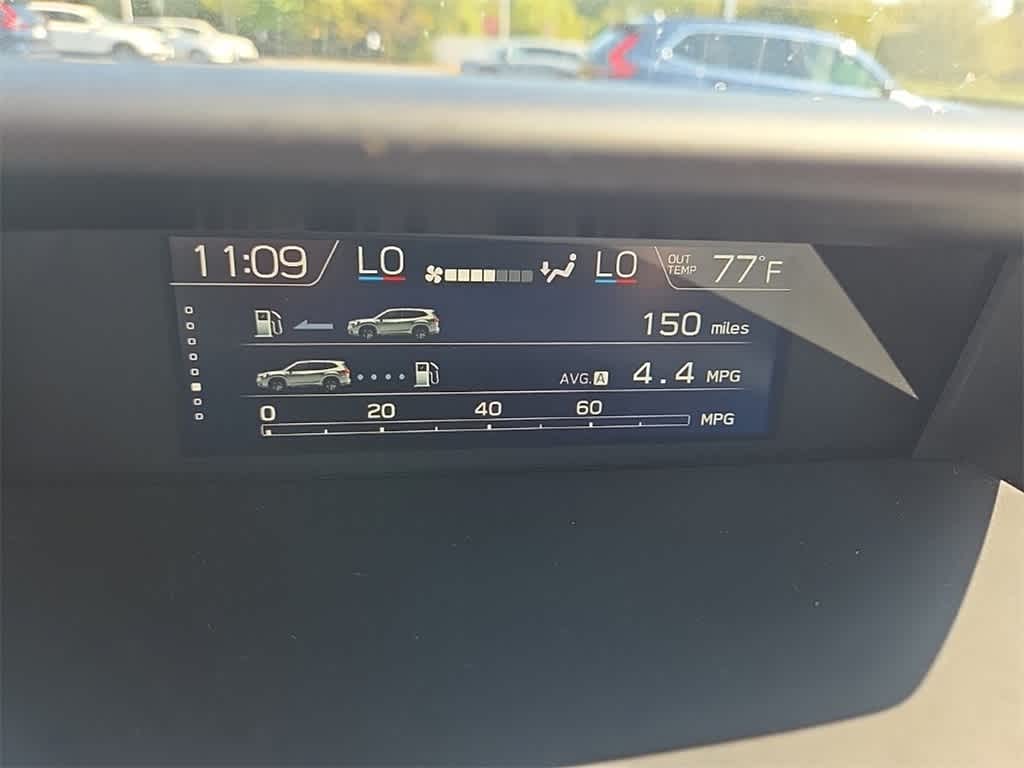 11:09 LO LO OUT TEMP 77°F
150 miles
AVG. A 4.4 MPG
0 20 40 60
MPG